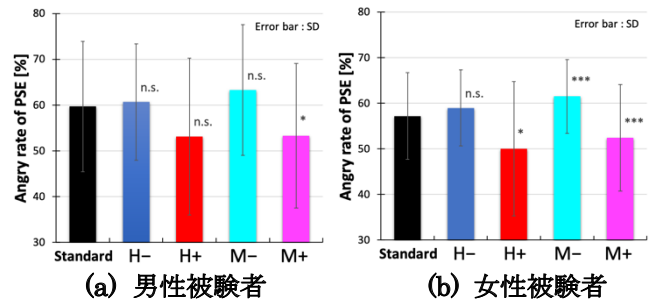 Angry rate of PSE [%]
80
70
60
50
40
30
Error bar : SD
n.s.
n.s.
n.s.
*
Standard H− H+ M− M+
(a) 男性被験者
Angry rate of PSE [%]
80
70
60
50
40
30
Error bar : SD
n.s.
*
***
***
Standard H− H+ M− M+
(b) 女性被験者